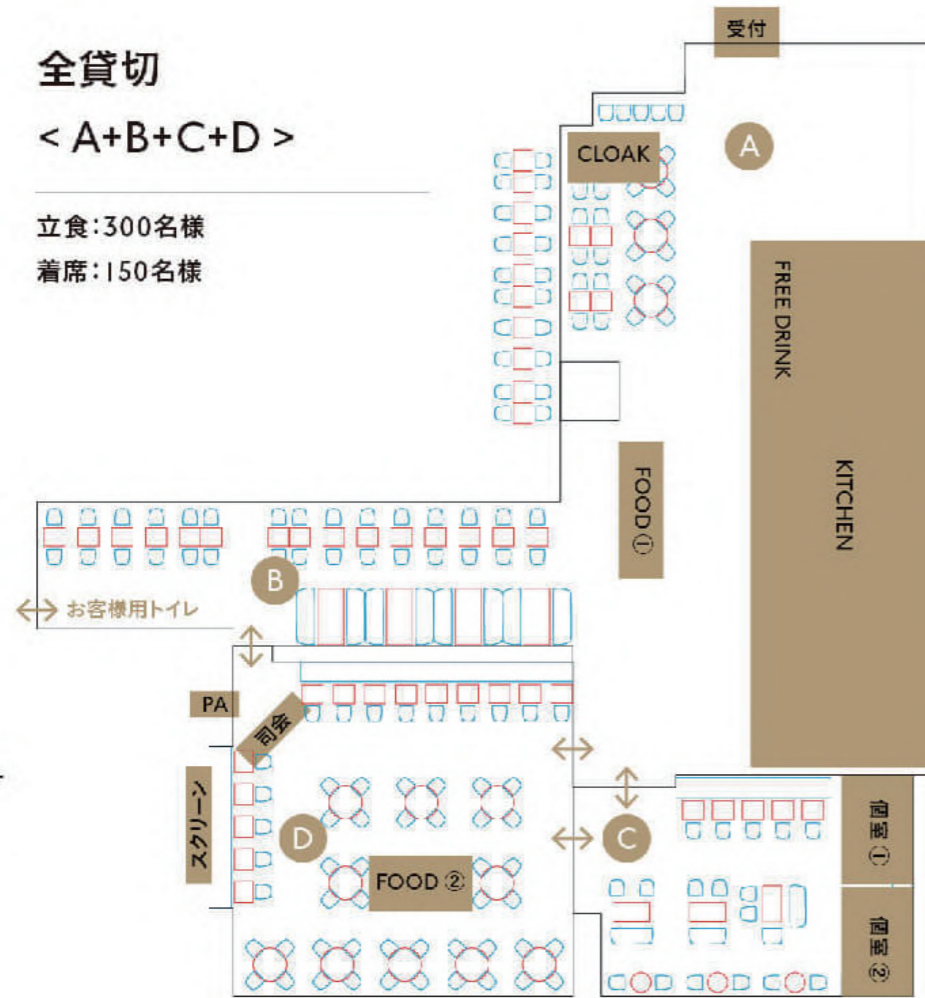 全貸切
< A+B+C+D >
立食:300名様
着席:150名様
受付
CLOAK
A
FREE DRINK
KITCHEN
FOOD ①
B
お客様用トイレ
PA
司会
スクリーン
D
FOOD ②
C
個室 ①
個室 ②